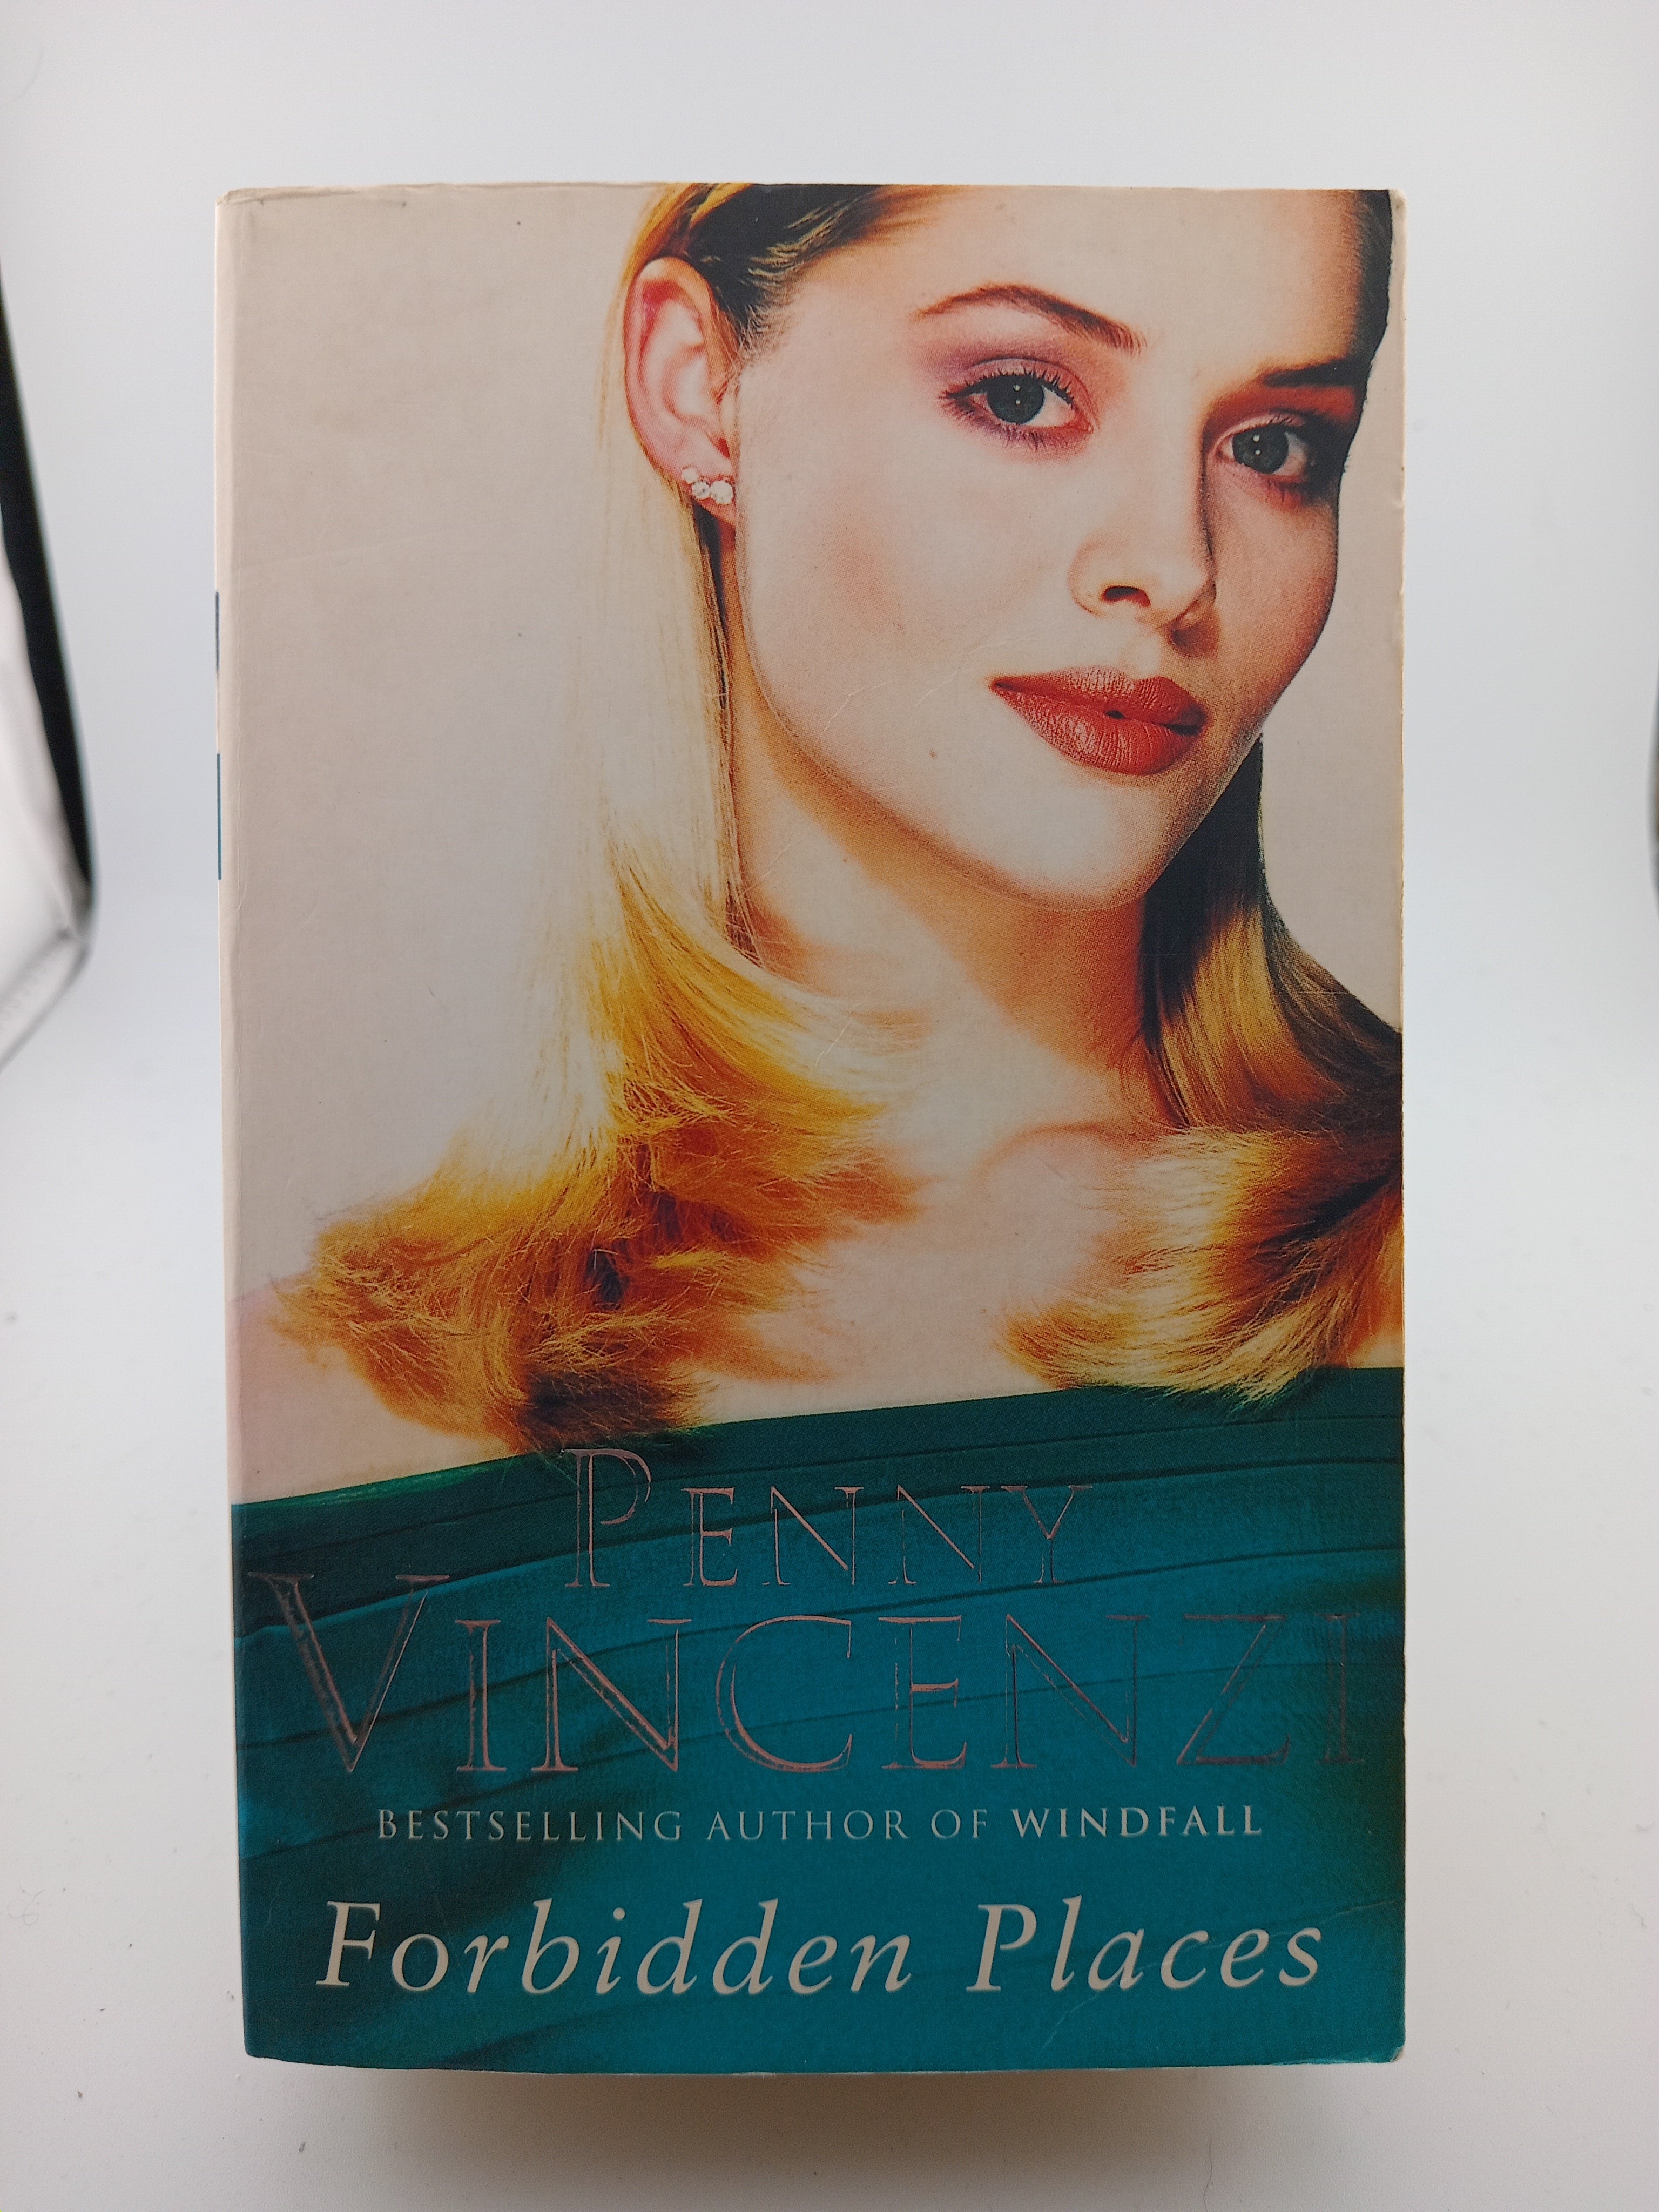 PENNY
VINCENZI
BESTSELLING AUTHOR OF WINDFALL
Forbidden Places